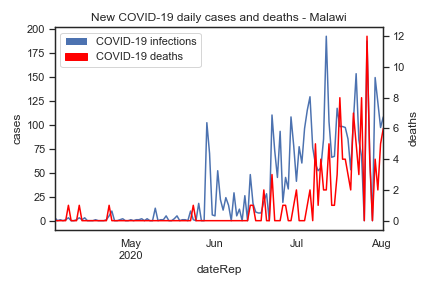 New COVID-19 daily cases and deaths - Malawi
COVID-19 infections
COVID-19 deaths
cases
200
175
150
125
100
75
50
25
0
deaths
12
10
8
6
4
2
0
May
2020
Jun
Jul
Aug
dateRep